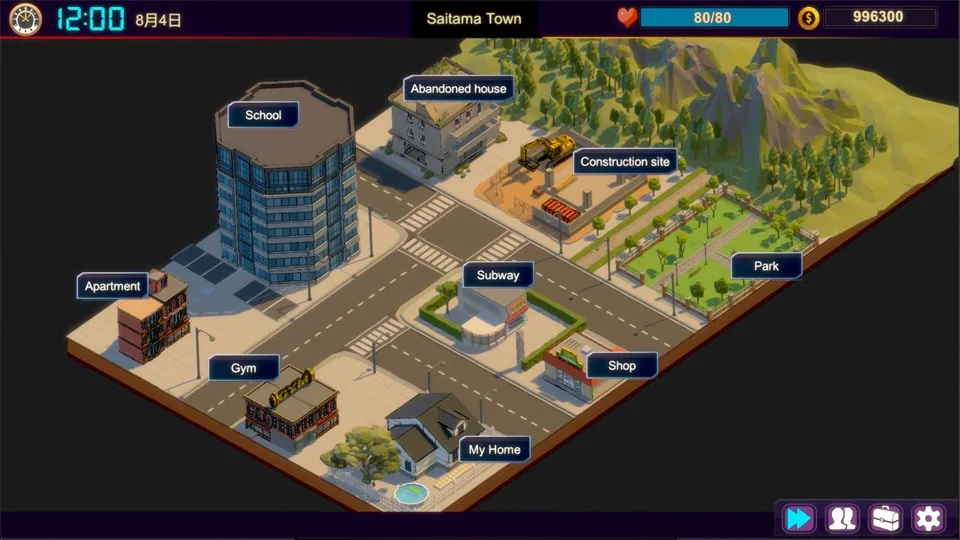 12:00
8月4日
Saitama Town
80/80
$
996300
Abandoned house
School
Construction site
Park
Subway
Apartment
Shop
Gym
GYM
My Home